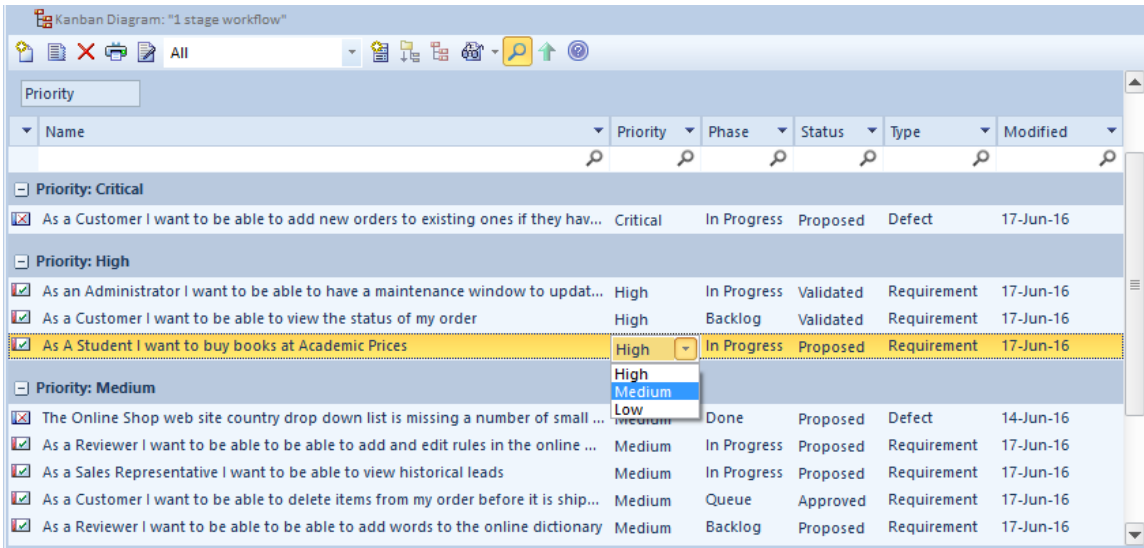 Kanban Diagram: "1 stage workflow"
All
Priority
Name Priority Phase Status Type Modified
Priority: Critical
As a Customer I want to be able to add new orders to existing ones if they hav... Critical In Progress Proposed Defect 17-Jun-16
Priority: High
As an Administrator I want to be able to have a maintenance window to updat... High In Progress Validated Requirement 17-Jun-16
As a Customer I want to be able to view the status of my order High Backlog Validated Requirement 17-Jun-16
As A Student I want to buy books at Academic Prices High In Progress Proposed Requirement 17-Jun-16
High
Priority: Medium
Medium
Low
The Online Shop web site country drop down list is missing a number of small ... Medium Done Proposed Defect 14-Jun-16
As a Reviewer I want to be able to be able to add and edit rules in the online ... Medium In Progress Proposed Requirement 17-Jun-16
As a Sales Representative I want to be able to view historical leads Medium In Progress Proposed Requirement 17-Jun-16
As a Customer I want to be able to delete items from my order before it is ship... Medium Queue Approved Requirement 17-Jun-16
As a Reviewer I want to be able to be able to add words to the online dictionary Medium Backlog Proposed Requirement 17-Jun-16